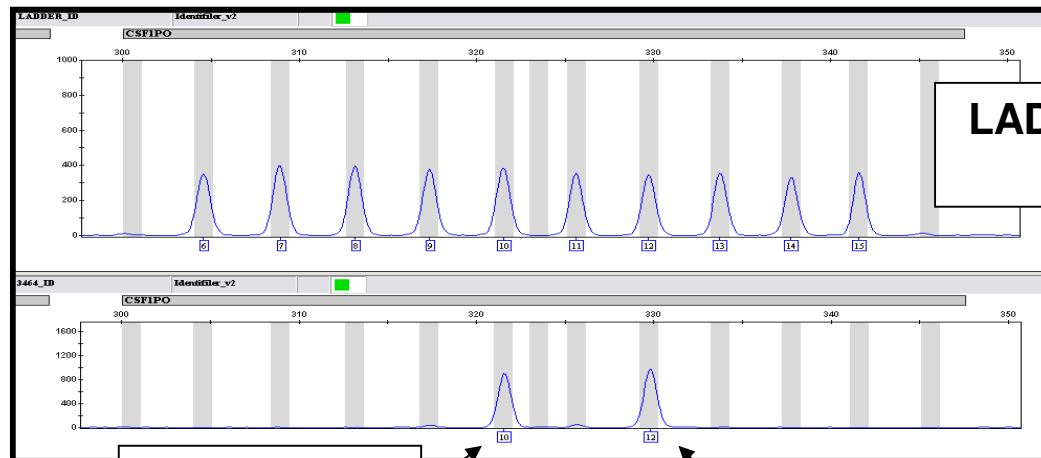 LADDER_ID Identifiler_v2
CSF1PO
300 310 320 330 340 350
1000
800
600
400
200
0
6 7 8 9 10 11 12 13 14 15
LAD
3464_ID Identifiler_v2
CSF1PO
300 310 320 330 340 350
1600
1200
800
400
0
10 12